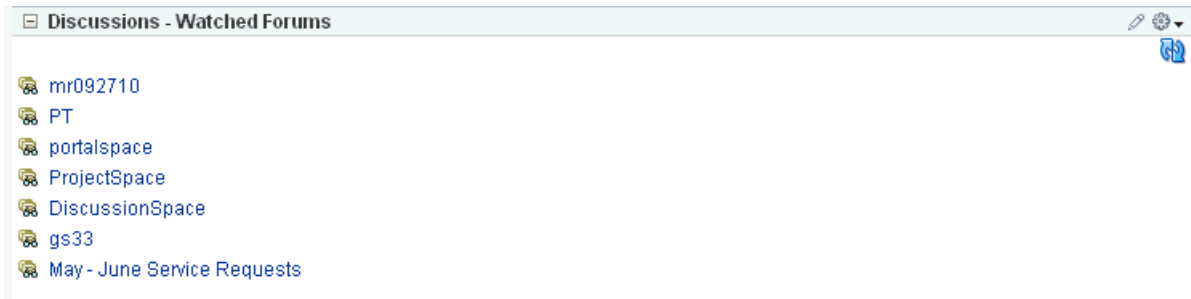 Discussions - Watched Forums
mr092710
PT
portalspace
ProjectSpace
DiscussionSpace
gs33
May - June Service Requests